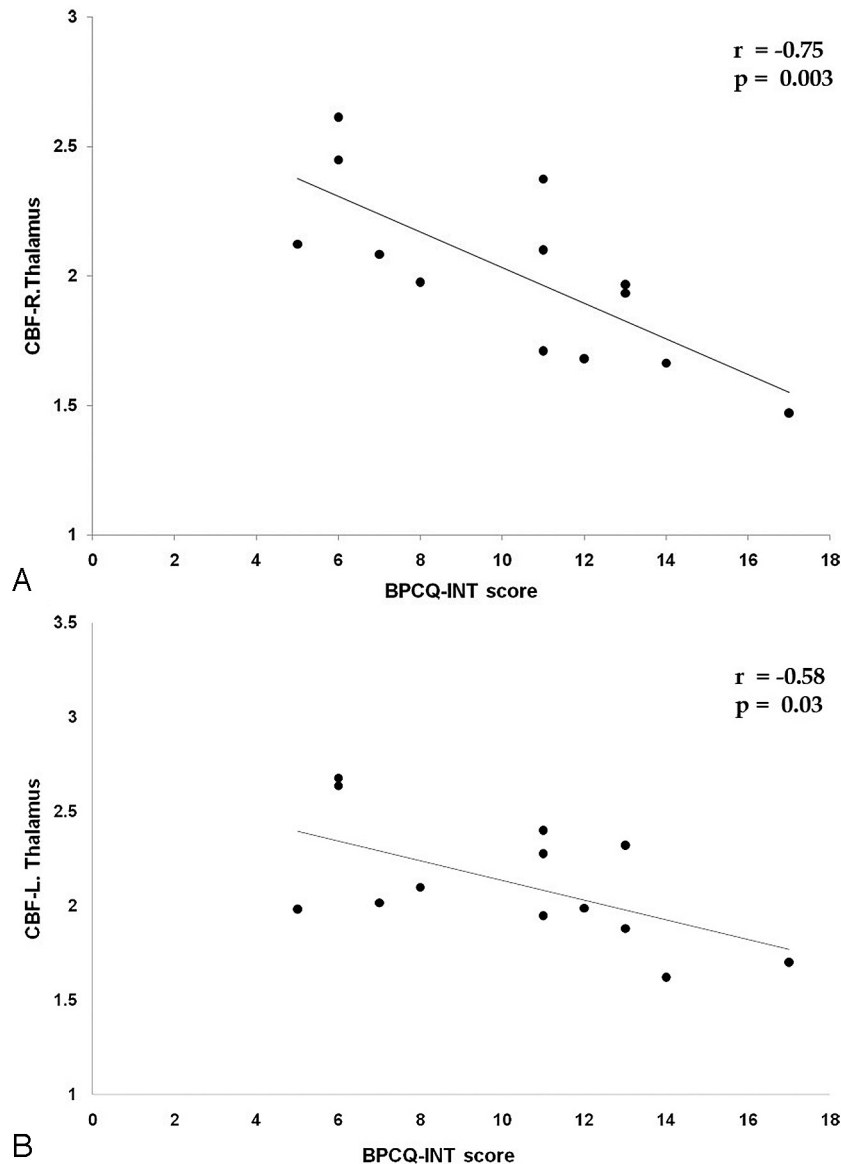 3
r = -0.75
p = 0.003
2.5
CBF-R.Thalamus
2
1.5
1
0 2 4 6 8 10 12 14 16 18
A
BPCQ-INT score
3.5
r = -0.58
p = 0.03
3
2.5
CBF-L. Thalamus
2
1.5
1
0 2 4 6 8 10 12 14 16 18
B
BPCQ-INT score